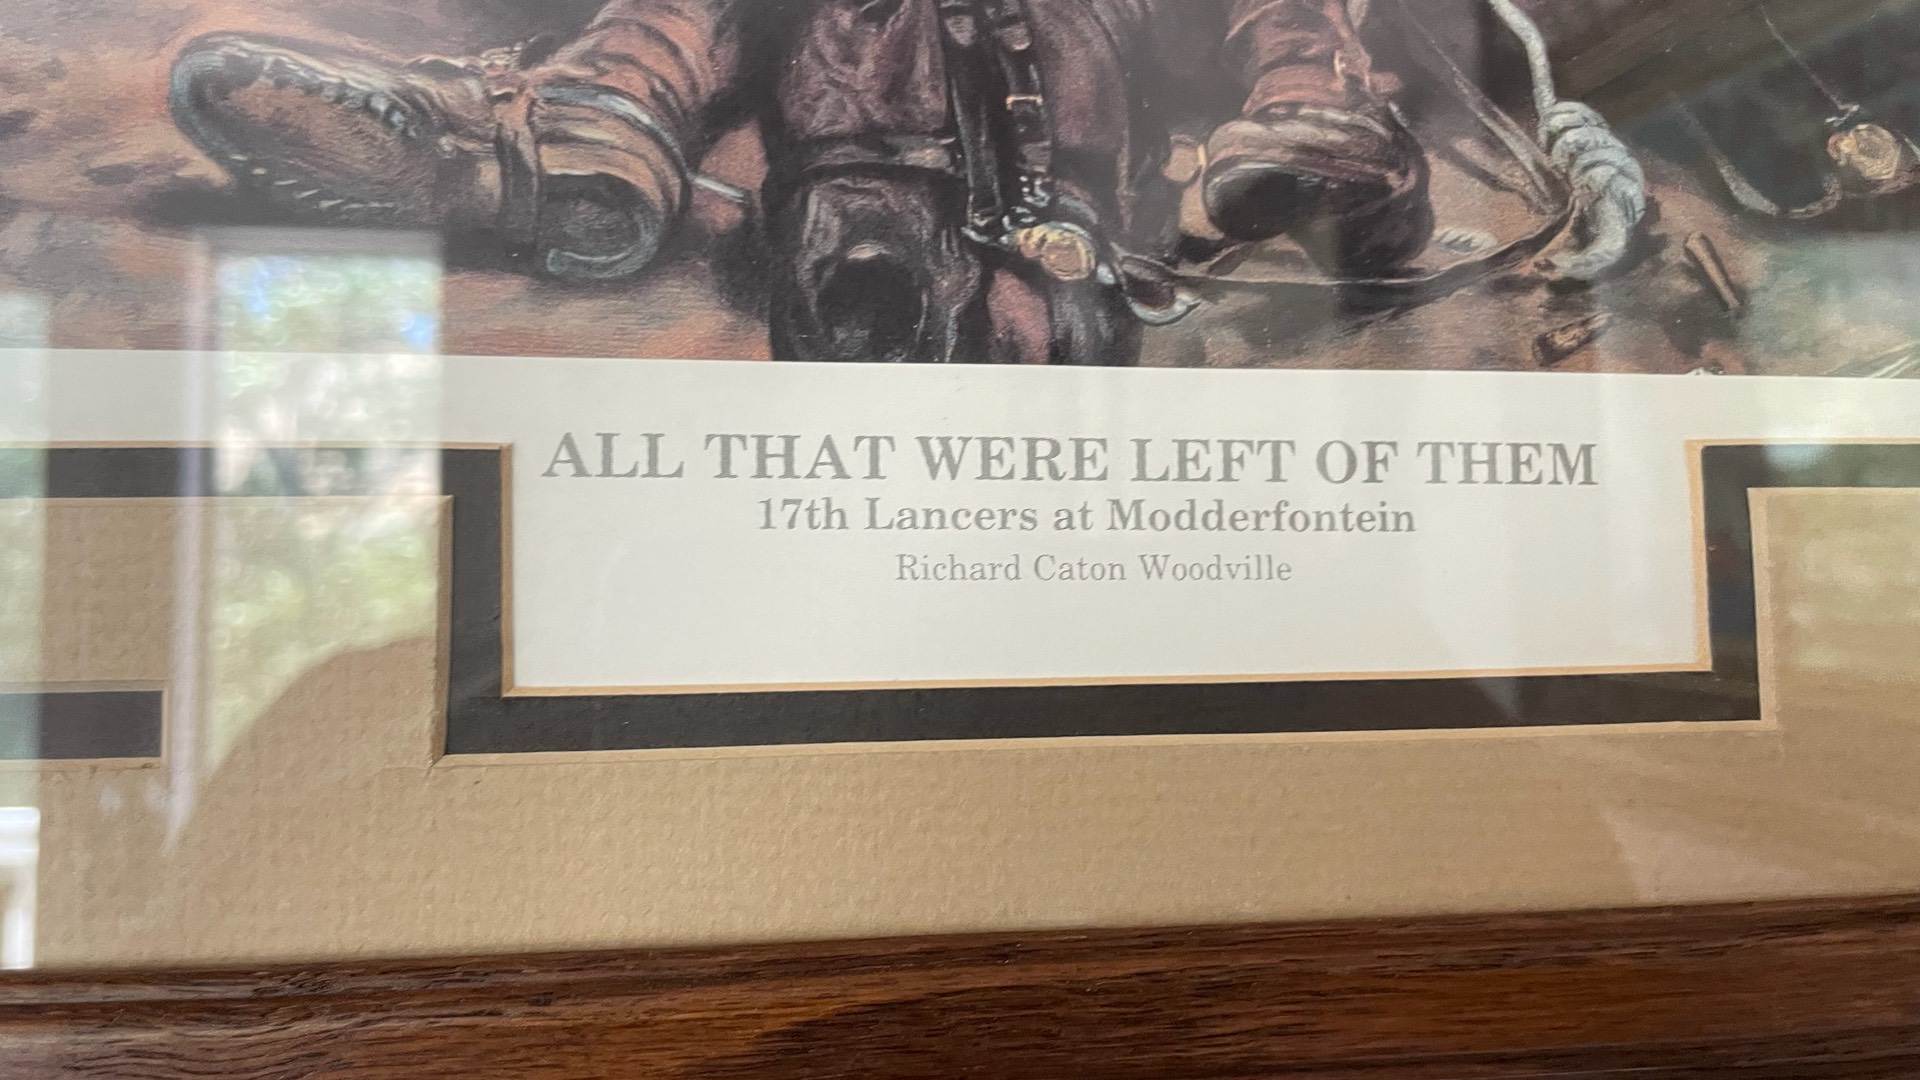 ALL THAT WERE LEFT OF THEM
17th Lancers at Modderfontein
Richard Caton Woodville